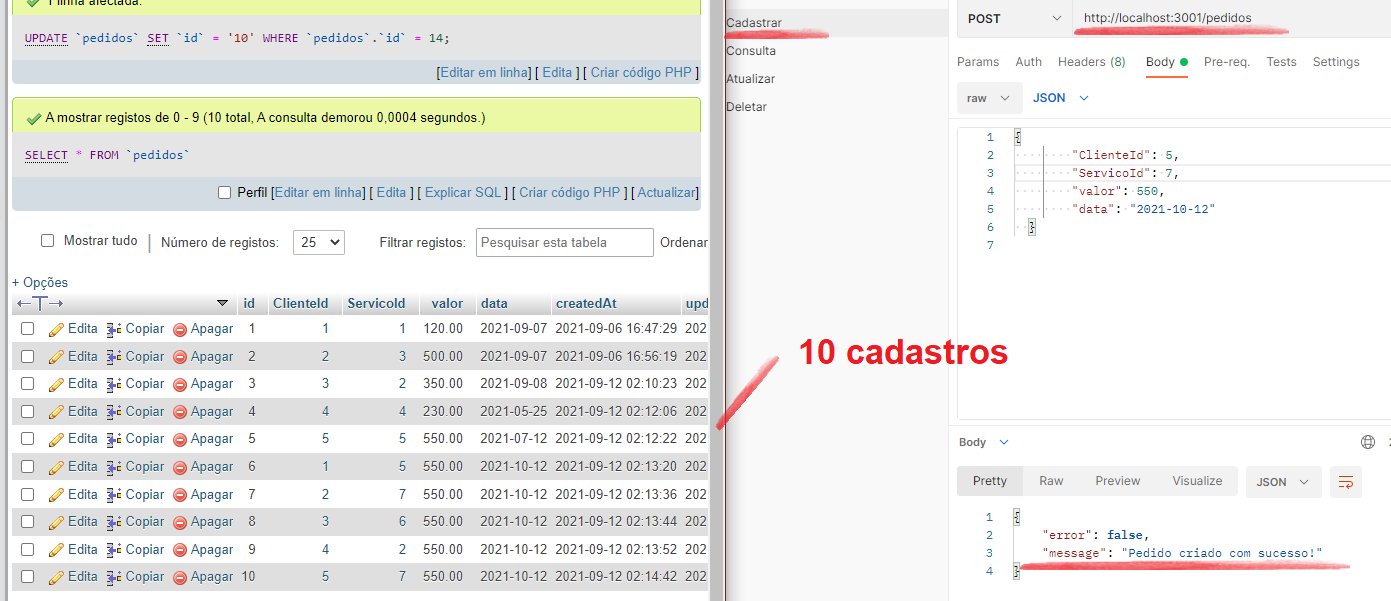 1 linha afectada.
UPDATE `pedidos` SET `id` = '10' WHERE `pedidos`.`id` = 14;
[Editar em linha] [ Edita ] [ Criar código PHP ]
A mostrar registos de 0 - 9 (10 total, A consulta demorou 0,0004 segundos.)
SELECT * FROM `pedidos`
Perfil [Editar em linha] [ Edita ] [ Explicar SQL ] [ Criar código PHP ] [ Actualizar]
Mostrar tudo | Número de registos: 25 Filtrar registos: Pesquisar esta tabela Ordenar
+ Opções
id ClienteId ServicoId valor data createdAt upd
Edita Copiar Apagar 1 1 1 120.00 2021-09-07 2021-09-06 16:47:29 202
Edita Copiar Apagar 2 2 3 500.00 2021-09-07 2021-09-06 16:56:19 202
Edita Copiar Apagar 3 3 2 350.00 2021-09-08 2021-09-12 02:10:23 202
Edita Copiar Apagar 4 4 4 230.00 2021-05-25 2021-09-12 02:12:06 202
Edita Copiar Apagar 5 5 5 550.00 2021-07-12 2021-09-12 02:12:22 202
Edita Copiar Apagar 6 1 5 550.00 2021-10-12 2021-09-12 02:13:20 202
Edita Copiar Apagar 7 2 7 550.00 2021-10-12 2021-09-12 02:13:36 202
Edita Copiar Apagar 8 3 6 550.00 2021-10-12 2021-09-12 02:13:44 202
Edita Copiar Apagar 9 4 2 550.00 2021-10-12 2021-09-12 02:13:52 202
Edita Copiar Apagar 10 5 7 550.00 2021-10-12 2021-09-12 02:14:42 202
Cadastrar
Consulta
Atualizar
Deletar
10 cadastros
POST http://localhost:3001/pedidos
Params Auth Headers (8) Body Pre-req. Tests Settings
raw JSON
1 {
2 "ClienteId": 5,
3 "ServicoId": 7,
4 "valor": 550,
5 "data": "2021-10-12"
6 }
7
Body
Pretty Raw Preview Visualize JSON
1 {
2 "error": false,
3 "message": "Pedido criado com sucesso!"
4 }